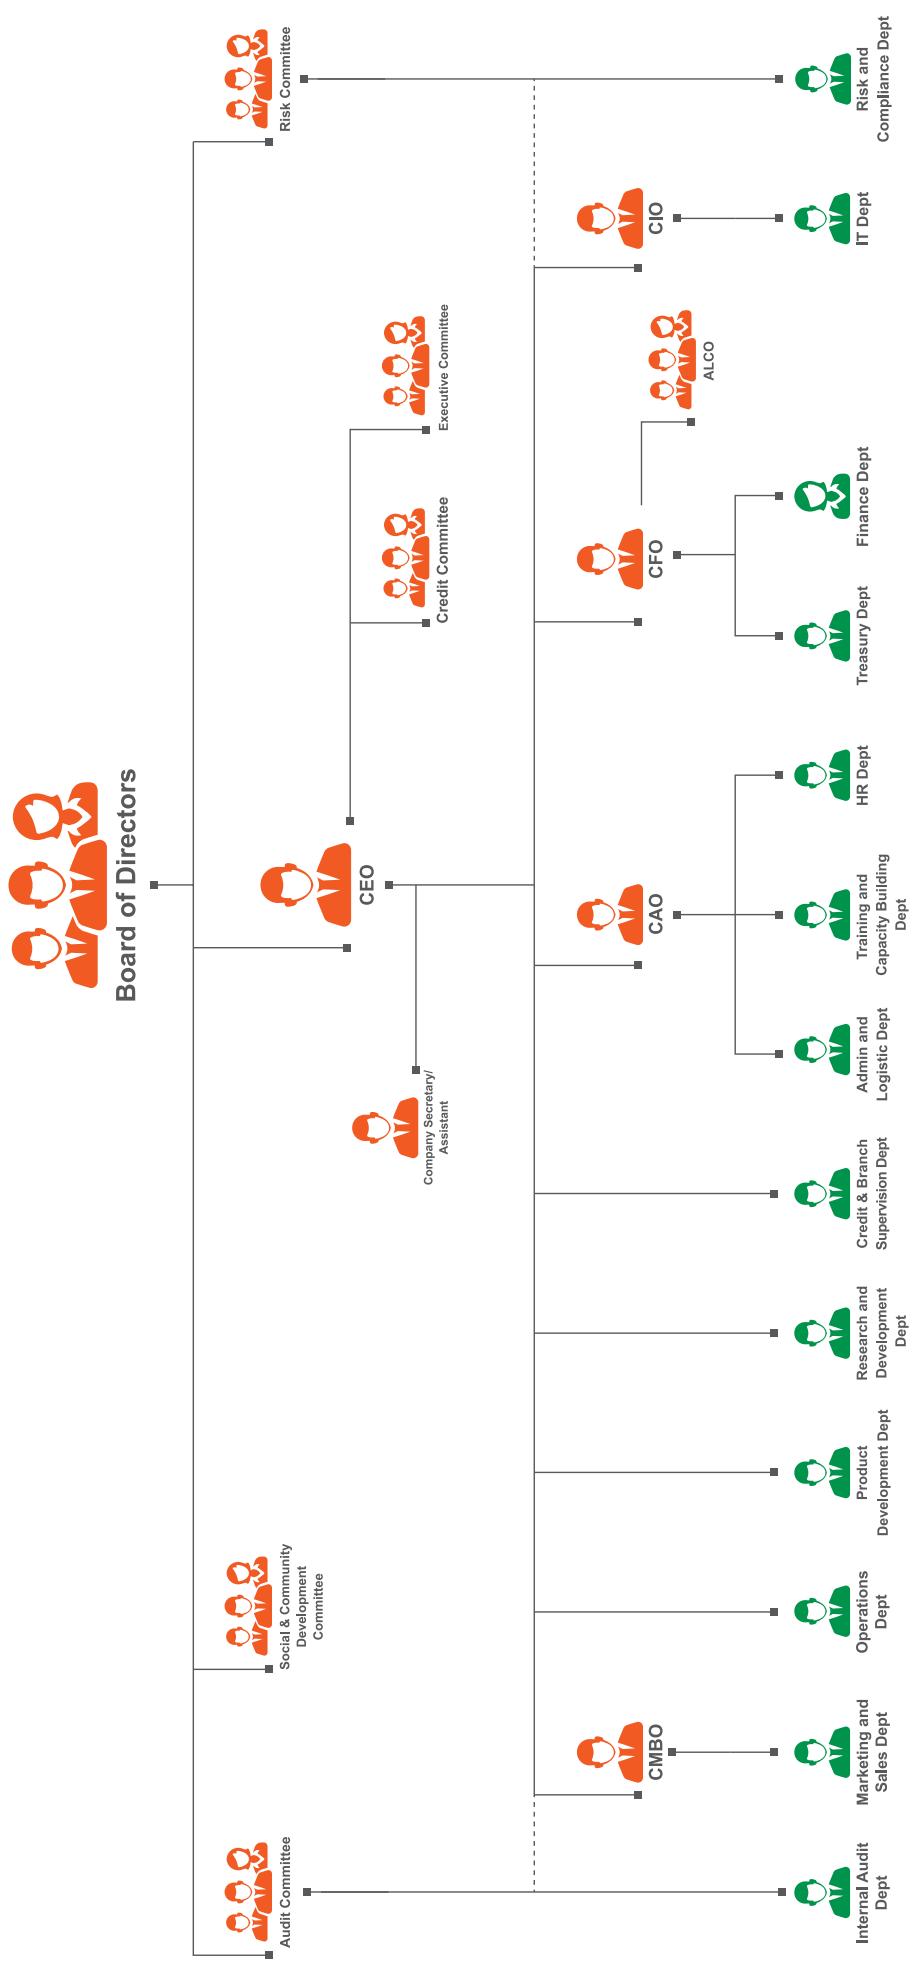 Board of Directors
Audit Committee
Social & Community
Development
Committee
CEO
Risk Committee
Company Secretary/
Assistant
Credit Committee
Executive Committee
CMBO
CAO
CFO
ALCO
CIO
Internal Audit
Dept
Marketing and
Sales Dept
Operations
Dept
Product
Development Dept
Research and
Development
Dept
Credit & Branch
Supervision Dept
Admin and
Logistic Dept
Training and
Capacity Building
Dept
HR Dept
Treasury Dept
Finance Dept
IT Dept
Risk and
Compliance Dept